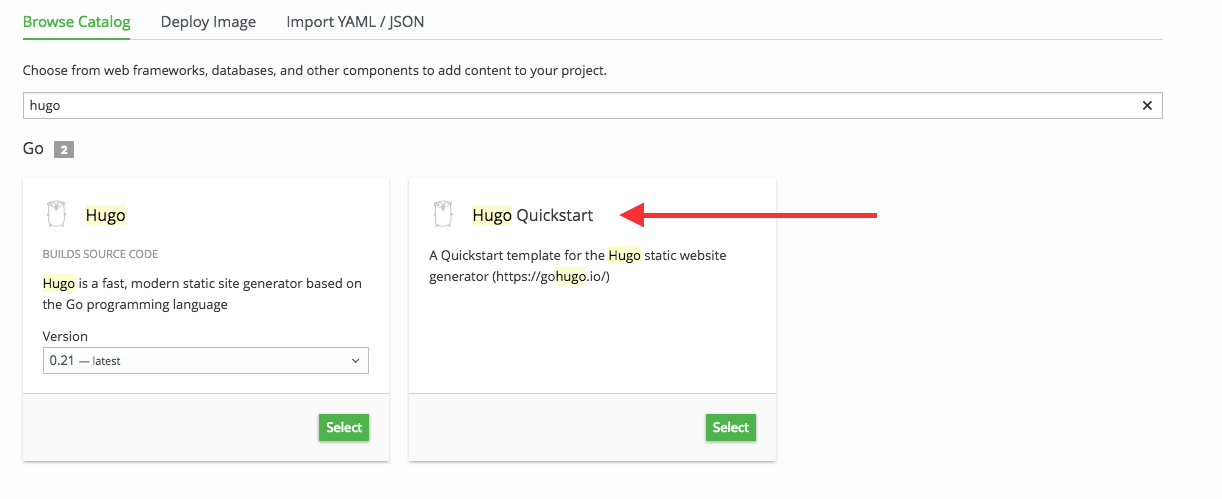 Browse Catalog Deploy Image Import YAML / JSON
Choose from web frameworks, databases, and other components to add content to your project.
hugo ×
Go 2
Hugo
BUILDS SOURCE CODE
Hugo is a fast, modern static site generator based on
the Go programming language
Version
0.21 — latest
Select
Hugo Quickstart
A Quickstart template for the Hugo static website
generator (https://gohugo.io/)
Select